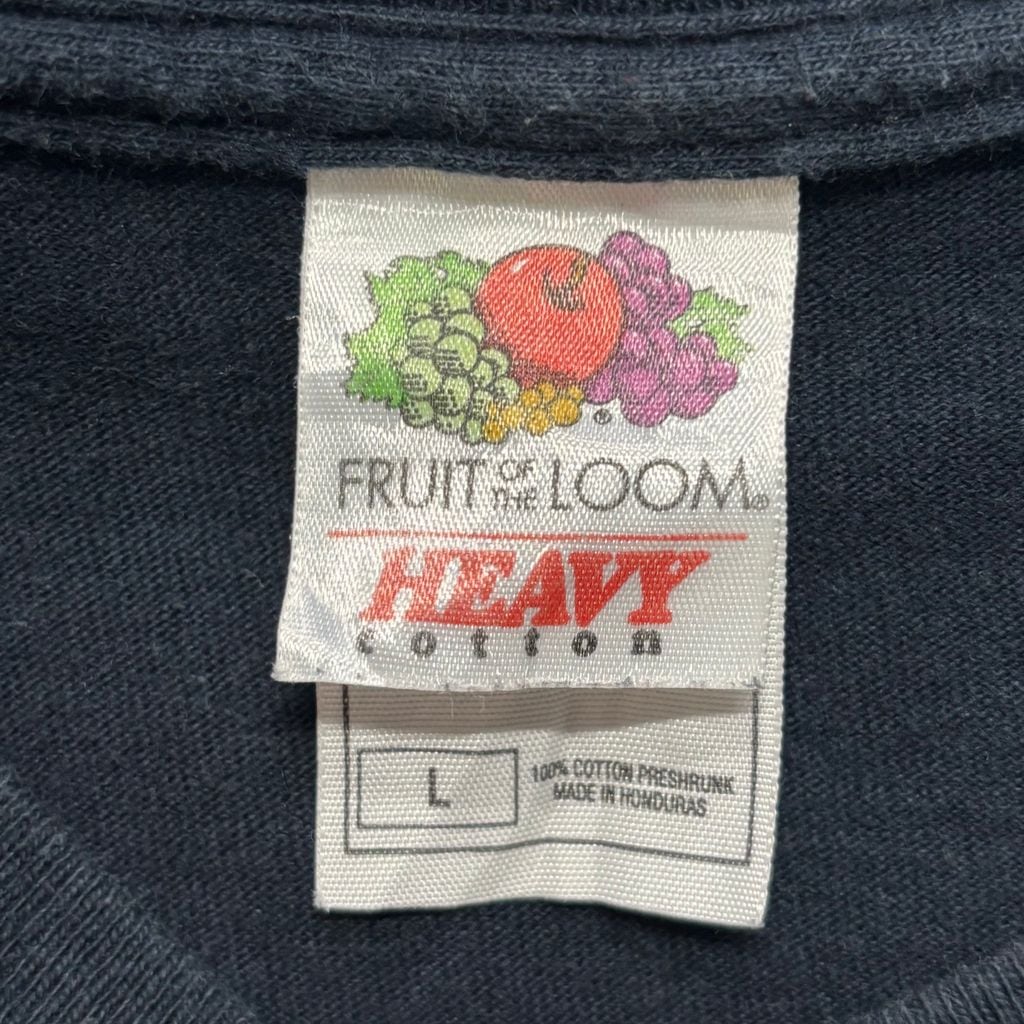 FRUIT OF THE LOOM®
HEAVY
cotton
L
100% COTTON PRESHRUNK
MADE IN HONDURAS